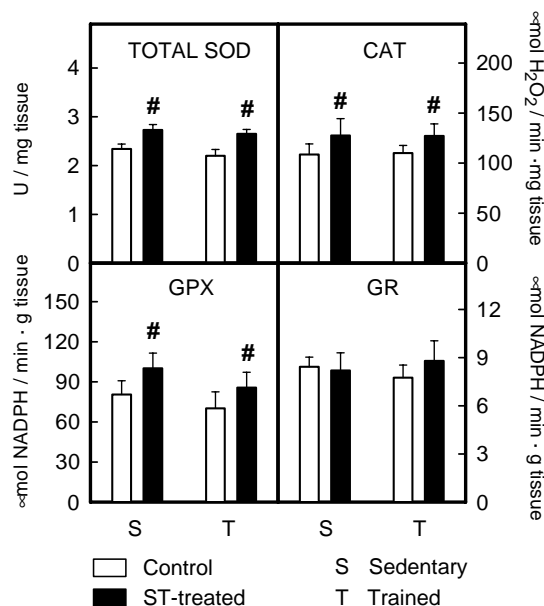 TOTAL SOD
CAT
U / mg tissue
4
3
2
1
0
# #
# #
200
150
100
50
0
∝mol H2O2 / min ·mg tissue
GPX
GR
∝mol NADPH / min · g tissue
150
120
90
60
30
0
# #
12
9
6
3
0
∝mol NADPH / min · g tissue
S T S T
Control S Sedentary
ST-treated T Trained